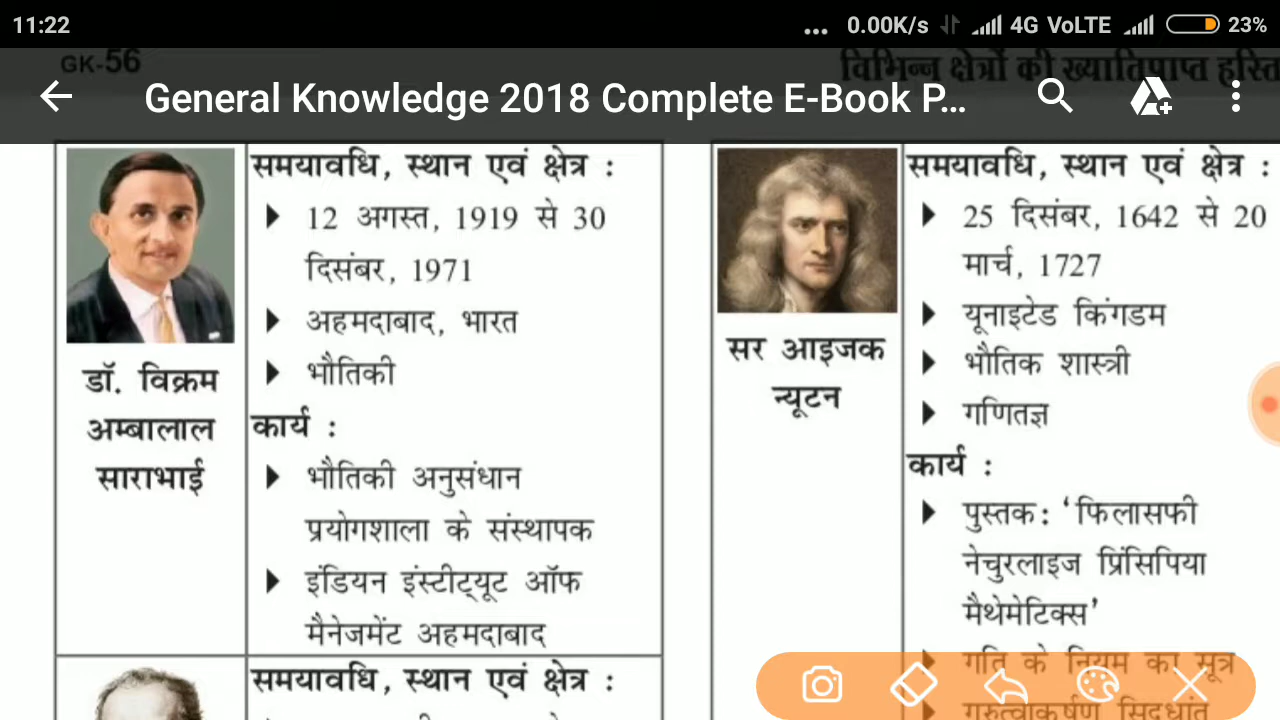 11:22
... 0.00K/s 4G VoLTE 23%
GK-56
विभिन्न क्षेत्रों की ख्यातिप्राप्त हस्ति
General Knowledge 2018 Complete E-Book P...
समयावधि, स्थान एवं क्षेत्र :
12 अगस्त, 1919 से 30
दिसंबर, 1971
अहमदाबाद, भारत
भौतिकी
डॉ. विक्रम
अम्बालाल
साराभाई
कार्य :
भौतिकी अनुसंधान
प्रयोगशाला के संस्थापक
इंडियन इंस्टीट्यूट ऑफ
मैनेजमेंट अहमदाबाद
समयावधि, स्थान एवं क्षेत्र :
समयावधि, स्थान एवं क्षेत्र :
25 दिसंबर, 1642 से 20
मार्च, 1727
यूनाइटेड किंगडम
भौतिक शास्त्री
गणितज्ञ
सर आइजक
न्यूटन
कार्य :
पुस्तक: ‘फिलासफी
नेचुरलाइज प्रिंसिपिया
मैथेमेटिक्स’
गति के नियम का सूत्र
गुरुत्वाकर्षण सिद्धांत